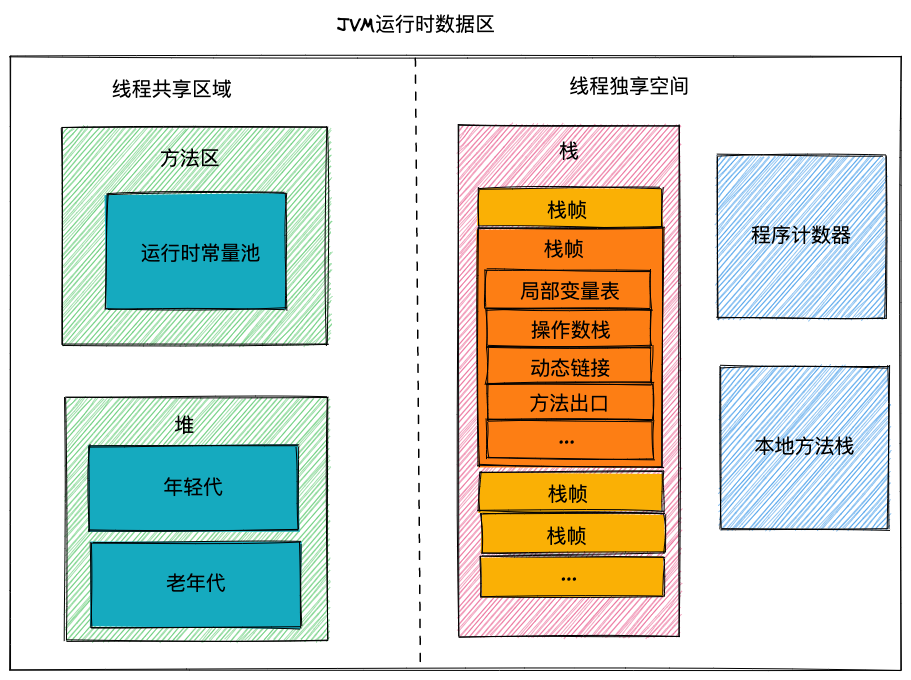 JVM运行时数据区
线程共享区域
方法区
运行时常量池
堆
年轻代
老年代
线程独享空间
栈
栈帧
栈帧
局部变量表
操作数栈
动态链接
方法出口
...
栈帧
栈帧
...
程序计数器
本地方法栈